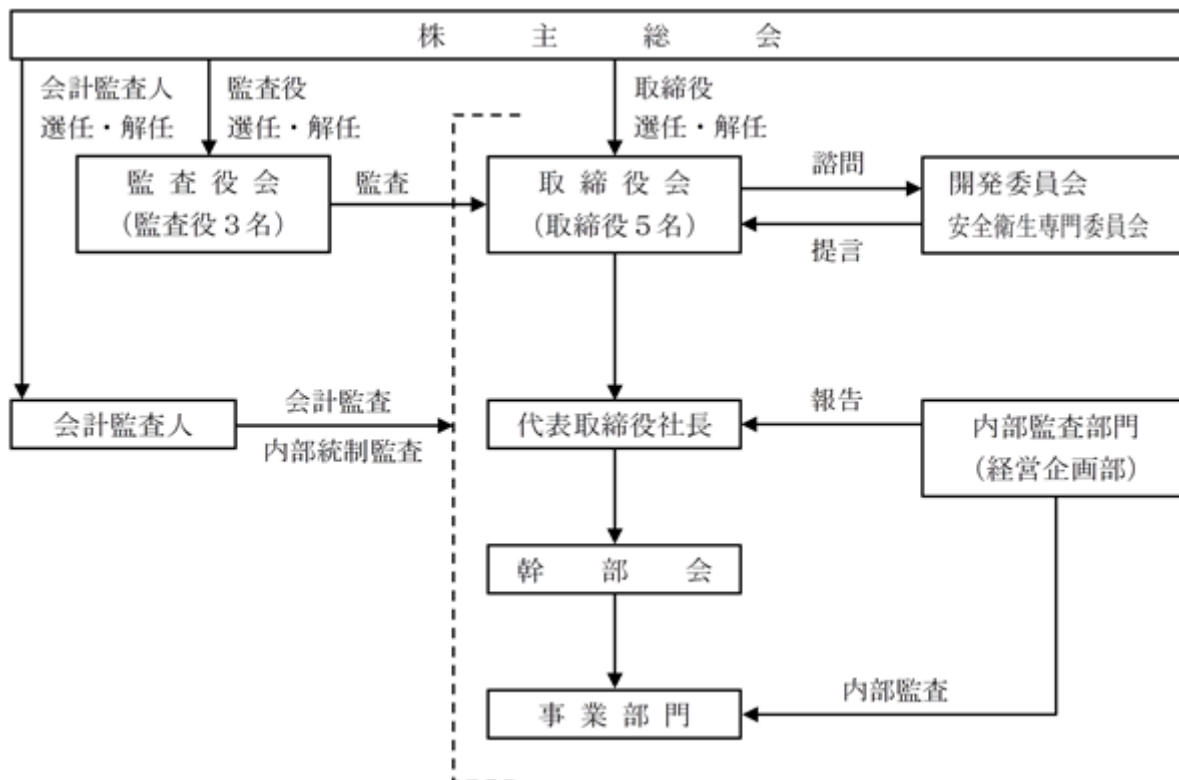 株主総会
会計監査人
選任・解任
監査役
選任・解任
取締役
選任・解任
監査役会
(監査役3名)
監査
取締役会
(取締役5名)
諮問
提言
開発委員会
安全衛生専門委員会
会計監査人
会計監査
内部統制監査
代表取締役社長
報告
内部監査部門
(経営企画部)
幹部会
事業部門
内部監査